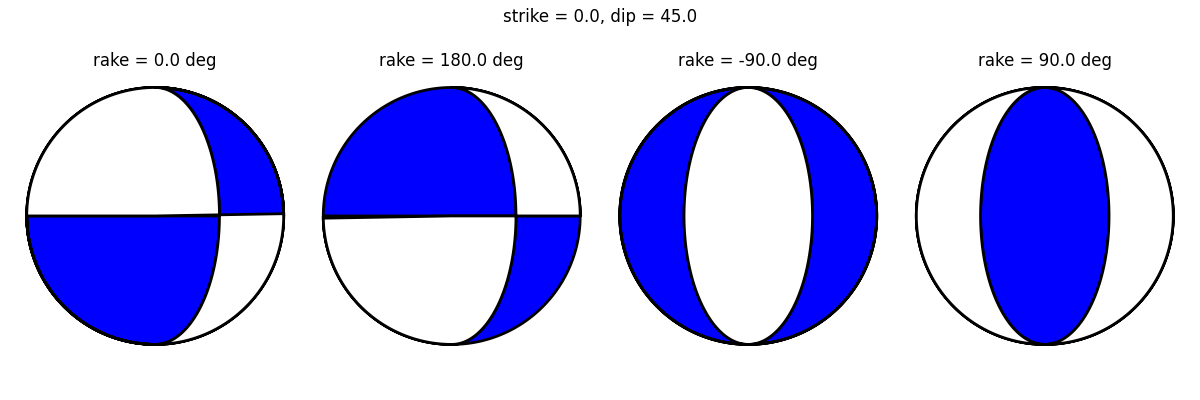 strike = 0.0, dip = 45.0
rake = 0.0 deg
rake = 180.0 deg
rake = -90.0 deg
rake = 90.0 deg